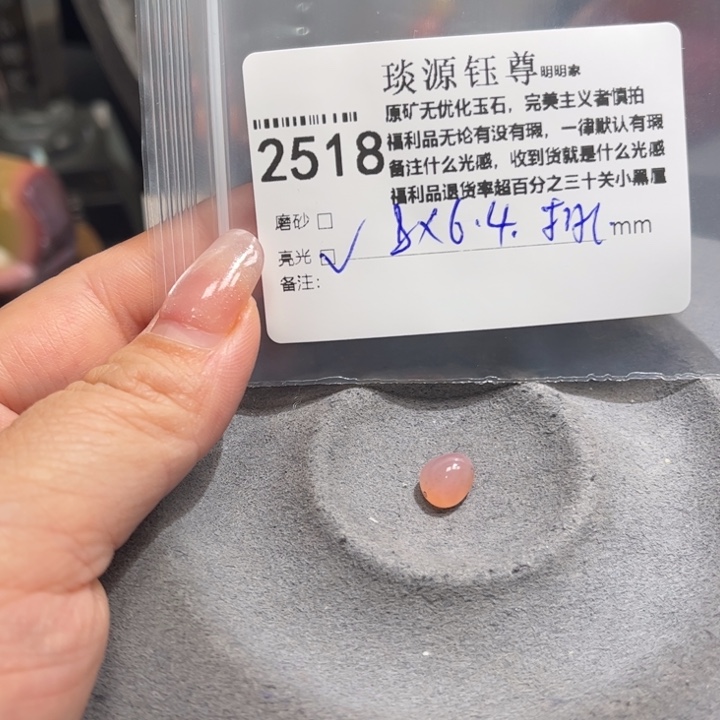 琰源钰尊明明家
原矿无优化玉石，完美主义者慎拍
福利品无论有没有瑕，一律默认有瑕
2518
备注什么光感，收到货就是什么光感
福利品退货率超百分之三十关小黑屋
磨砂 □
8×6.4. 打孔 mm
亮光 ☑
备注：